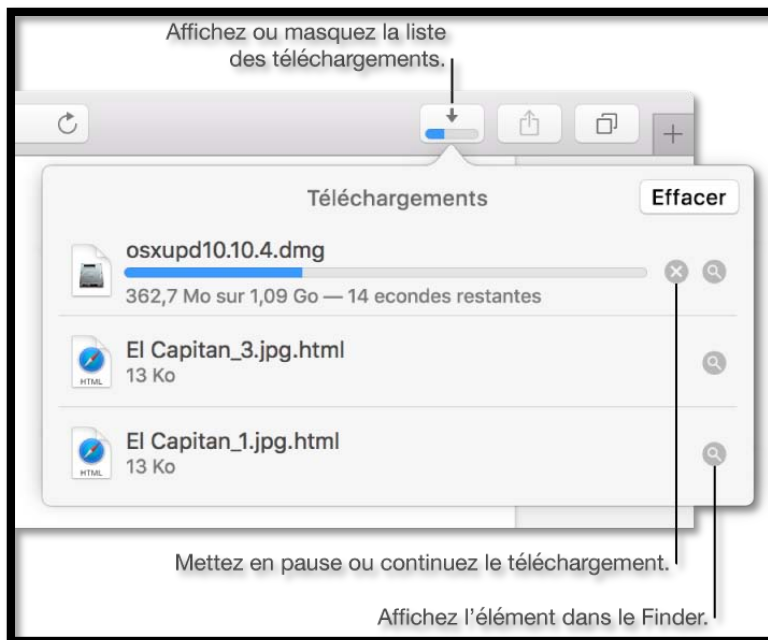 Affichez ou masquez la liste
des téléchargements.
Téléchargements
Effacer
osxupd10.10.4.dmg
362,7 Mo sur 1,09 Go — 14 econdes restantes
El Capitan_3.jpg.html
13 Ko
HTML
El Capitan_1.jpg.html
13 Ko
HTML
Mettez en pause ou continuez le téléchargement.
Affichez l’élément dans le Finder.